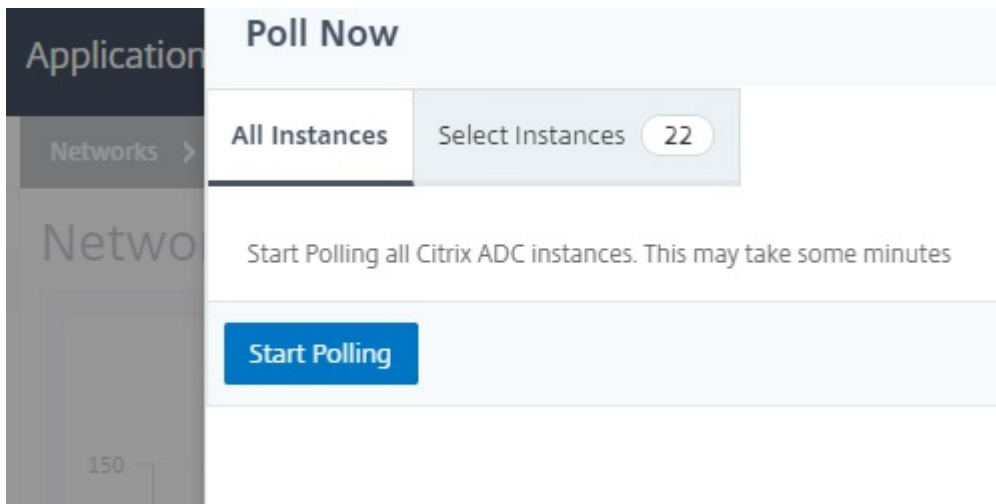 Poll Now
Application
All Instances
Select Instances 22
Networks >
Networ
Start Polling all Citrix ADC instances. This may take some minutes
Start Polling
150